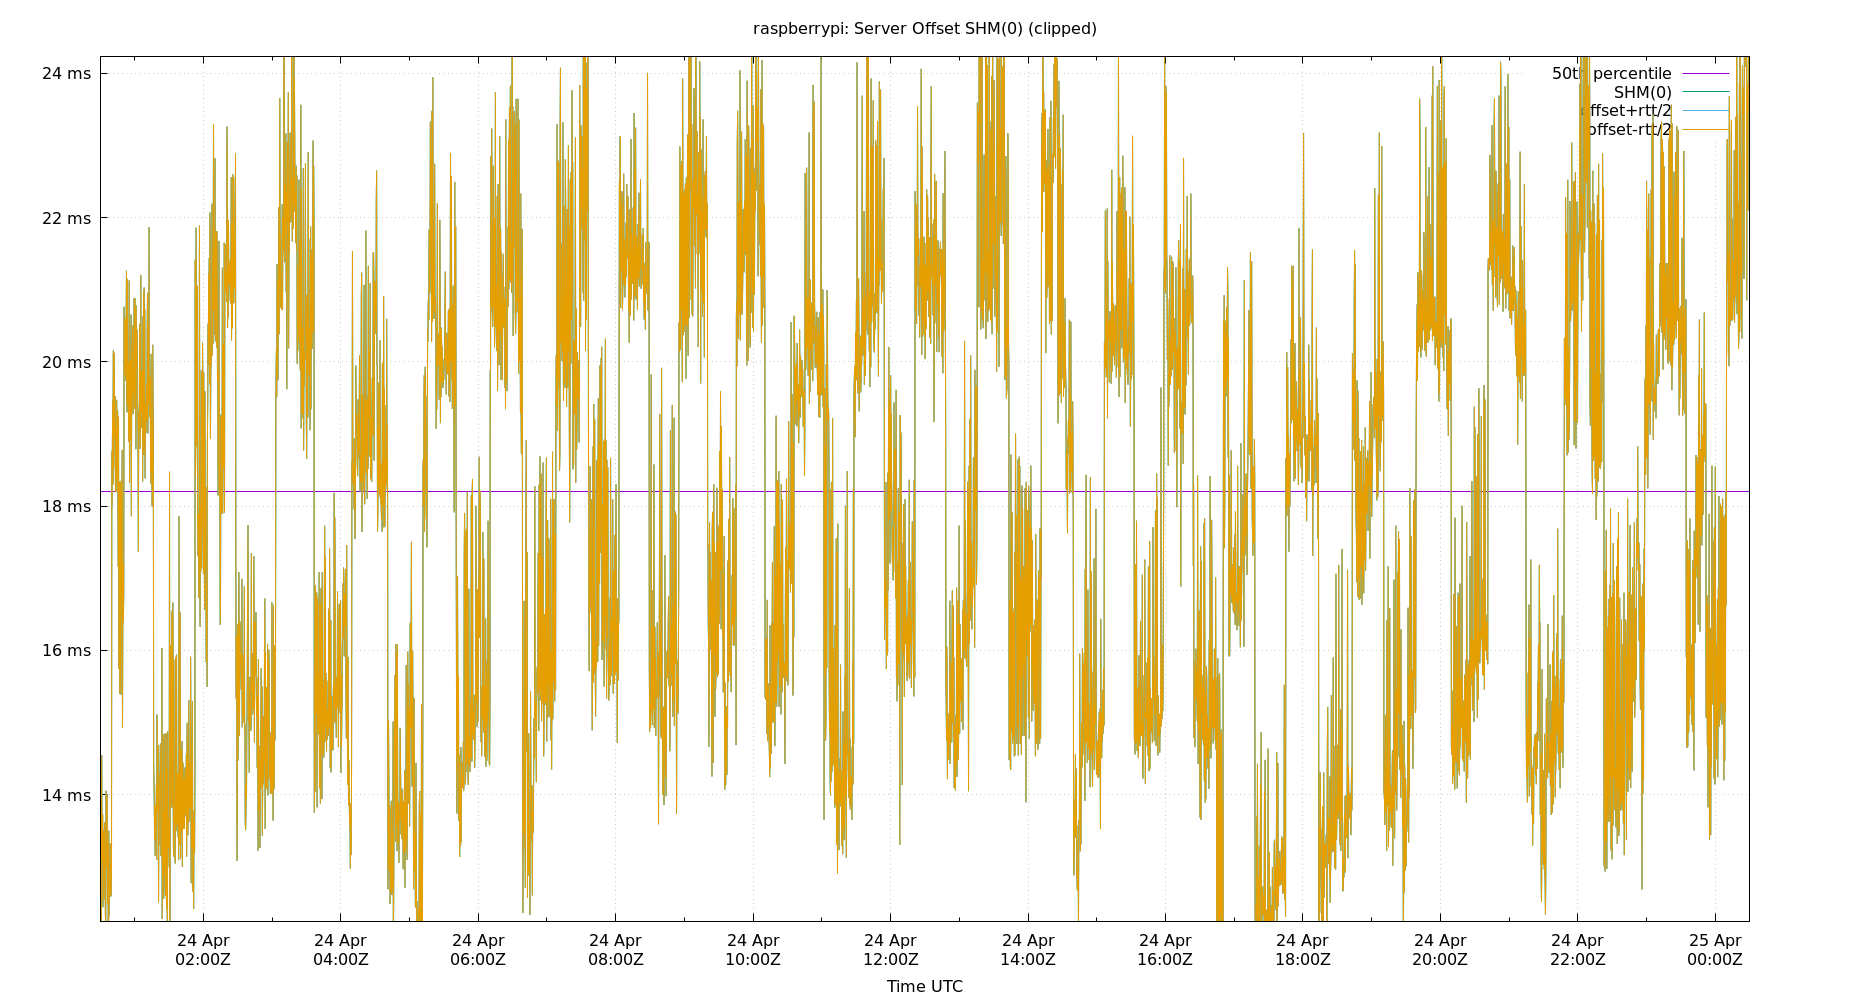 raspberrypi: Server Offset SHM(0) (clipped)
24 ms
22 ms
20 ms
18 ms
16 ms
14 ms
50th percentile
SHM(0)
offset+rtt/2
offset-rtt/2
24 Apr 24 Apr 24 Apr 24 Apr 24 Apr 24 Apr 24 Apr 24 Apr 24 Apr 24 Apr 24 Apr 25 Apr
02:00Z 04:00Z 06:00Z 08:00Z 10:00Z 12:00Z 14:00Z 16:00Z 18:00Z 20:00Z 22:00Z 00:00Z
Time UTC